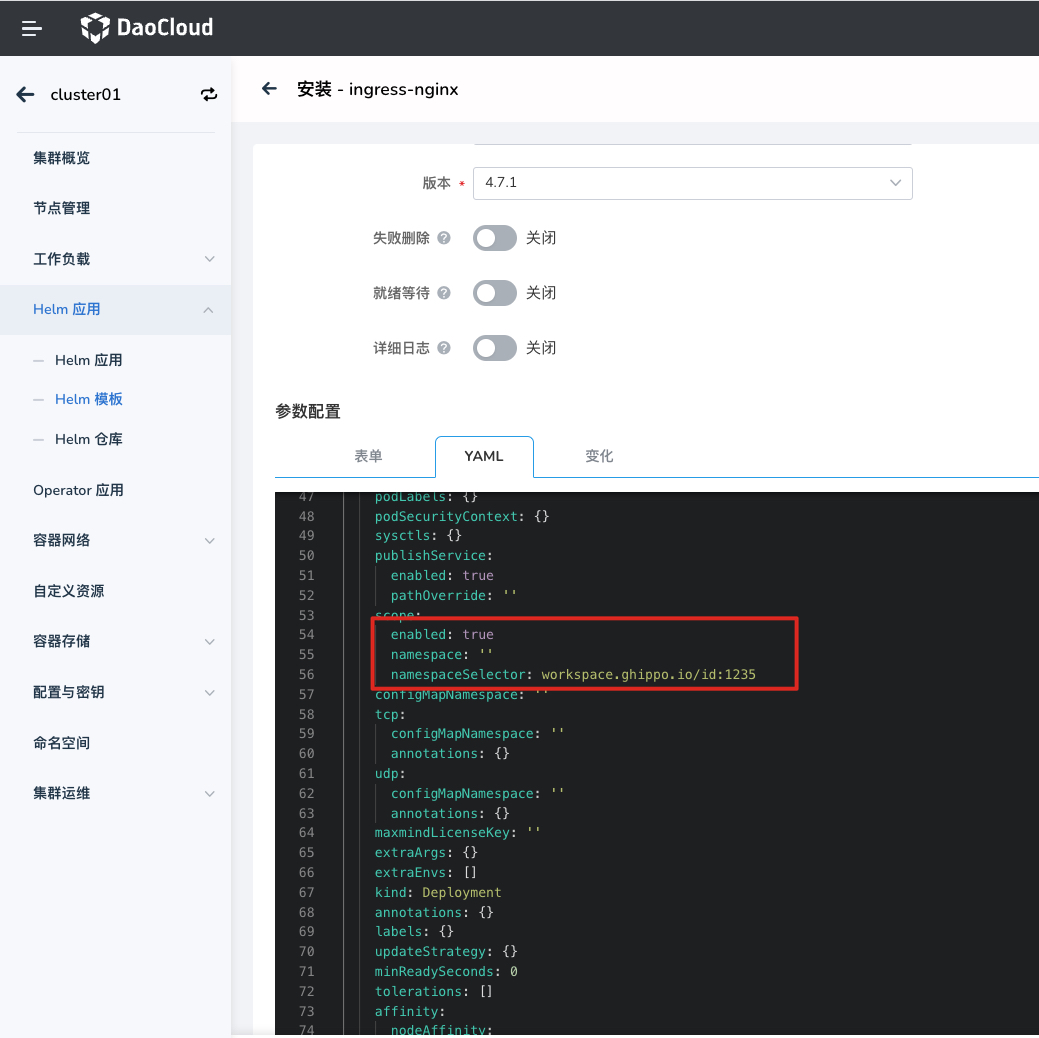 DaoCloud
cluster01
集群概览
节点管理
工作负载
Helm 应用
Helm 应用
Helm 模板
Helm 仓库
Operator 应用
容器网络
自定义资源
容器存储
配置与密钥
命名空间
集群运维
安装 - ingress-nginx
版本 * 4.7.1
失败删除 ? 关闭
就绪等待 ? 关闭
详细日志 ? 关闭
参数配置
表单 YAML 变化
47 podLabels: {}
48 podSecurityContext: {}
49 sysctls: {}
50 publishService:
51 enabled: true
52 pathOverride: ''
53 scope:
54 enabled: true
55 namespace: ''
56 namespaceSelector: workspace.ghippo.io/id:1235
57 configMapNamespace: ''
58 tcp:
59 configMapNamespace: ''
60 annotations: {}
61 udp:
62 configMapNamespace: ''
63 annotations: {}
64 maxmindLicenseKey: ''
65 extraArgs: {}
66 extraEnvs: []
67 kind: Deployment
68 annotations: {}
69 labels: {}
70 updateStrategy: {}
71 minReadySeconds: 0
72 tolerations: []
73 affinity:
74 nodeAffinity: